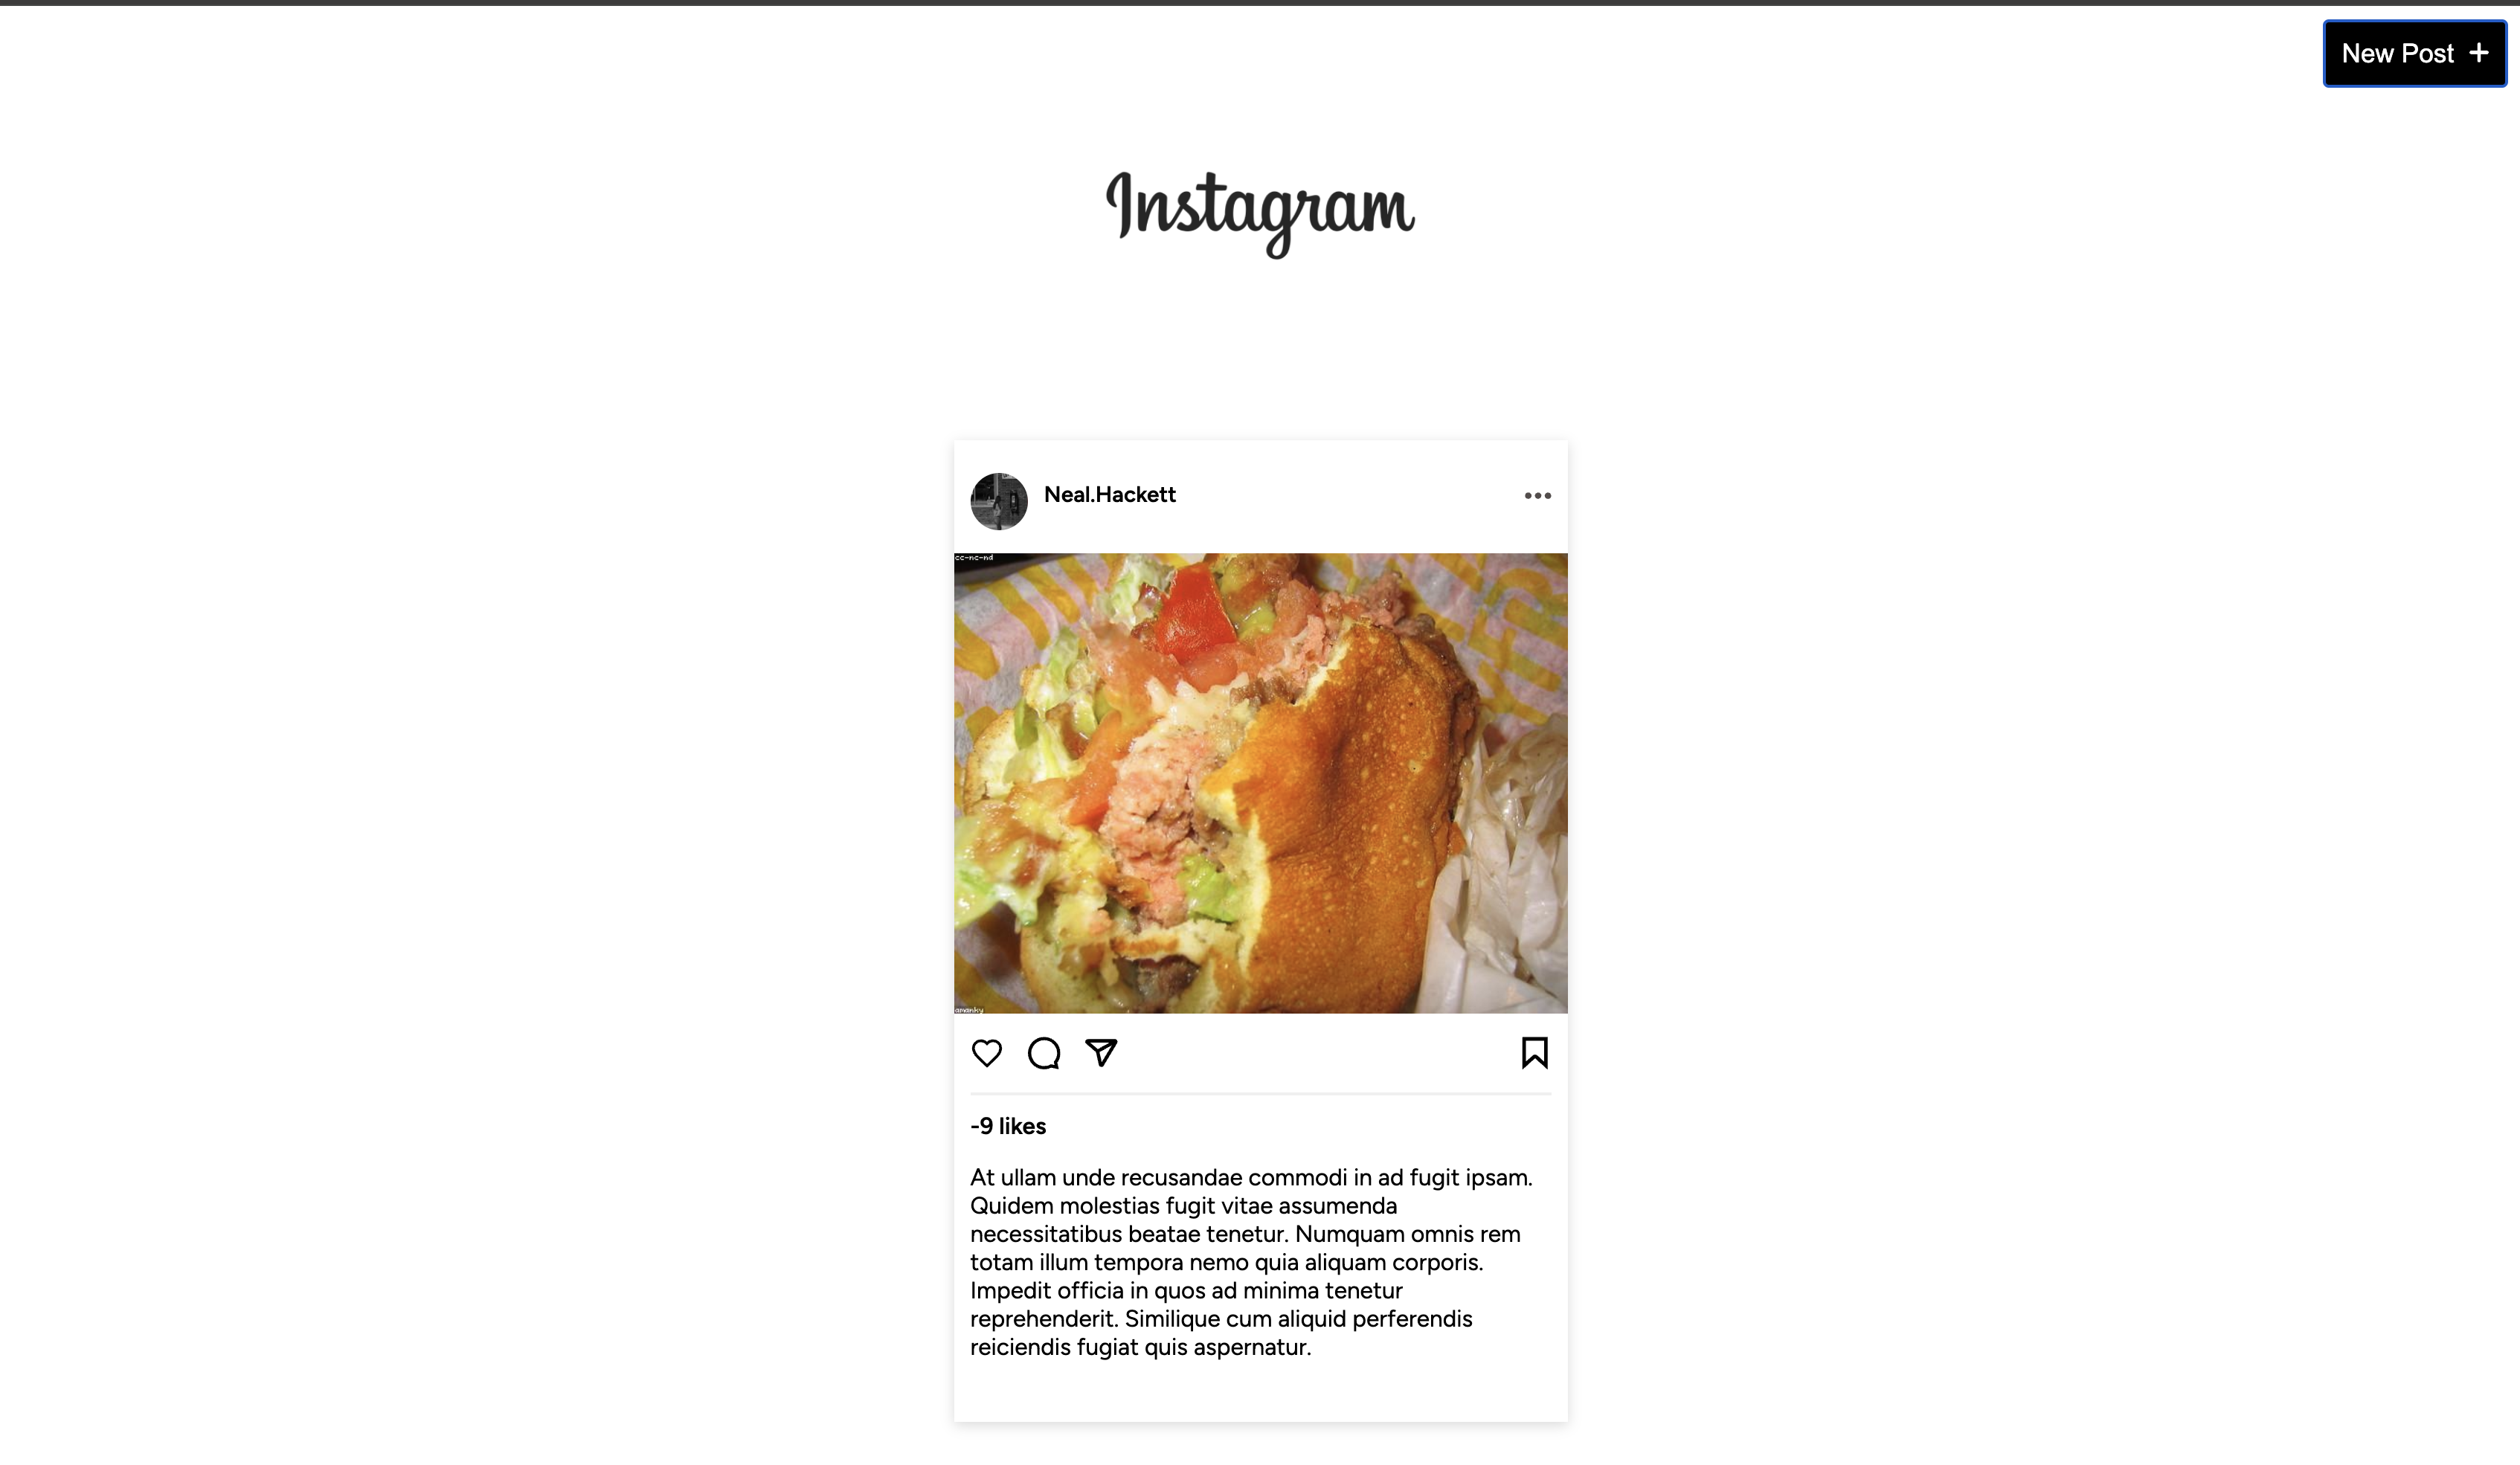 New Post +
Instagram
Neal.Hackett
cc-nc-nd
amanky
-9 likes
At ullam unde recusandae commodi in ad fugit ipsam.
Quidem molestias fugit vitae assumenda
necessitatibus beatae tenetur. Numquam omnis rem
totam illum tempora nemo quia aliquam corporis.
Impedit officia in quos ad minima tenetur
reprehenderit. Similique cum aliquid perferendis
reiciendis fugiat quis aspernatur.